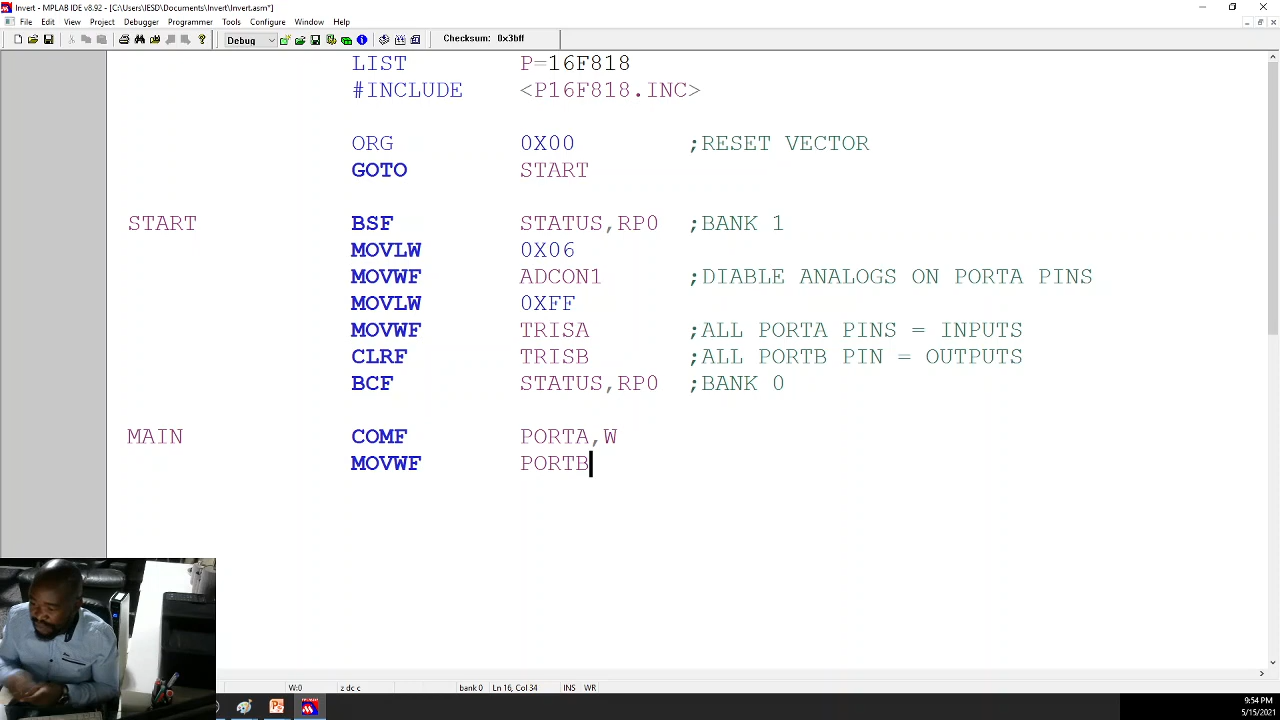 Invert - MPLAB IDE v8.92 - [C:\Users\IESD\Documents\Invert\Invert.asm*]
File Edit View Project Debugger Programmer Tools Configure Window Help
Debug Checksum: 0x3bff
LIST P=16F818
#INCLUDE <P16F818.INC>
ORG 0X00 ;RESET VECTOR
GOTO START
START BSF STATUS,RP0 ;BANK 1
MOVLW 0X06
MOVWF ADCON1 ;DIABLE ANALOGS ON PORTA PINS
MOVLW 0XFF
MOVWF TRISA ;ALL PORTA PINS = INPUTS
CLRF TRISB ;ALL PORTB PIN = OUTPUTS
BCF STATUS,RP0 ;BANK 0
MAIN COMF PORTA,W
MOVWF PORTB
W:0 z dc c bank 0 Ln 16, Col 34 INS WR
9:54 PM
5/15/2021